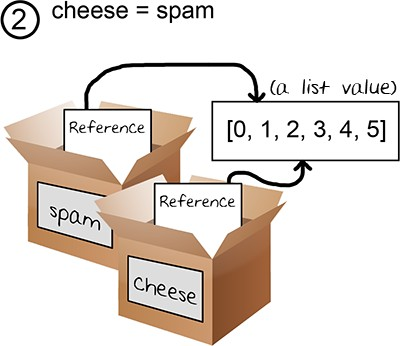 2 cheese = spam
(a list value)
Reference
[0, 1, 2, 3, 4, 5]
Reference
spam
Cheese